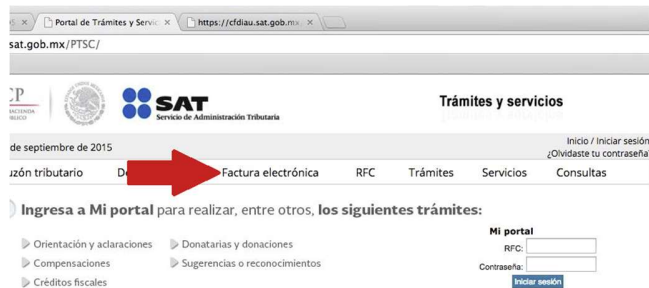 Portal de Trámites y Servic
https://cfdiau.sat.gob.mx
sat.gob.mx/PTSC/
SAT
Servicio de Administración Tributaria
Trámites y servicios
de septiembre de 2015
Inicio / Iniciar sesión
¿Olvidaste tu contraseña?
uzón tributario
Factura electrónica
RFC
Trámites
Servicios
Consultas
Ingresa a Mi portal para realizar, entre otros, los siguientes trámites:
Mi portal
RFC:
Contraseña:
Iniciar sesión
Orientación y aclaraciones
Donatarias y donaciones
Compensaciones
Sugerencias o reconocimientos
Créditos fiscales